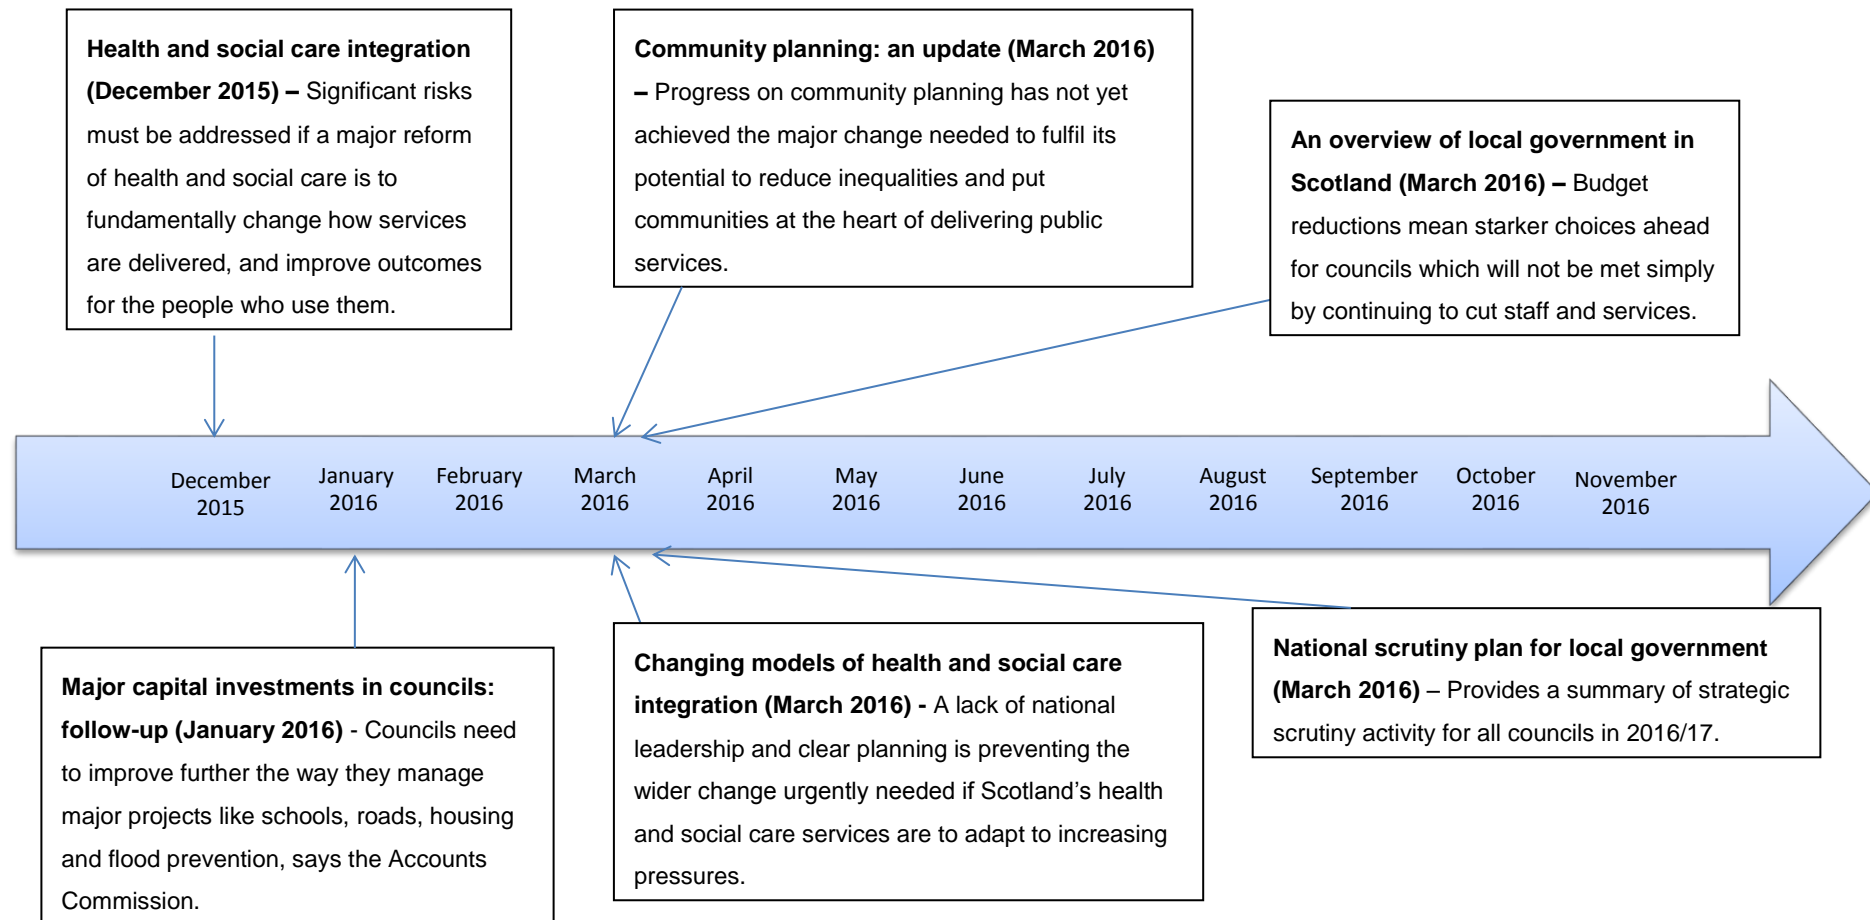 Health and social care integration
(December 2015) – Significant risks
must be addressed if a major reform
of health and social care is to
fundamentally change how services
are delivered, and improve outcomes
for the people who use them.
Community planning: an update (March 2016)
– Progress on community planning has not yet
achieved the major change needed to fulfil its
potential to reduce inequalities and put
communities at the heart of delivering public
services.
An overview of local government in
Scotland (March 2016) – Budget
reductions mean starker choices ahead
for councils which will not be met simply
by continuing to cut staff and services.
December
2015
January
2016
February
2016
March
2016
April
2016
May
2016
June
2016
July
2016
August
2016
September
2016
October
2016
November
2016
Major capital investments in councils:
follow-up (January 2016) - Councils need
to improve further the way they manage
major projects like schools, roads, housing
and flood prevention, says the Accounts
Commission.
Changing models of health and social care
integration (March 2016) - A lack of national
leadership and clear planning is preventing the
wider change urgently needed if Scotland’s health
and social care services are to adapt to increasing
pressures.
National scrutiny plan for local government
(March 2016) – Provides a summary of strategic
scrutiny activity for all councils in 2016/17.